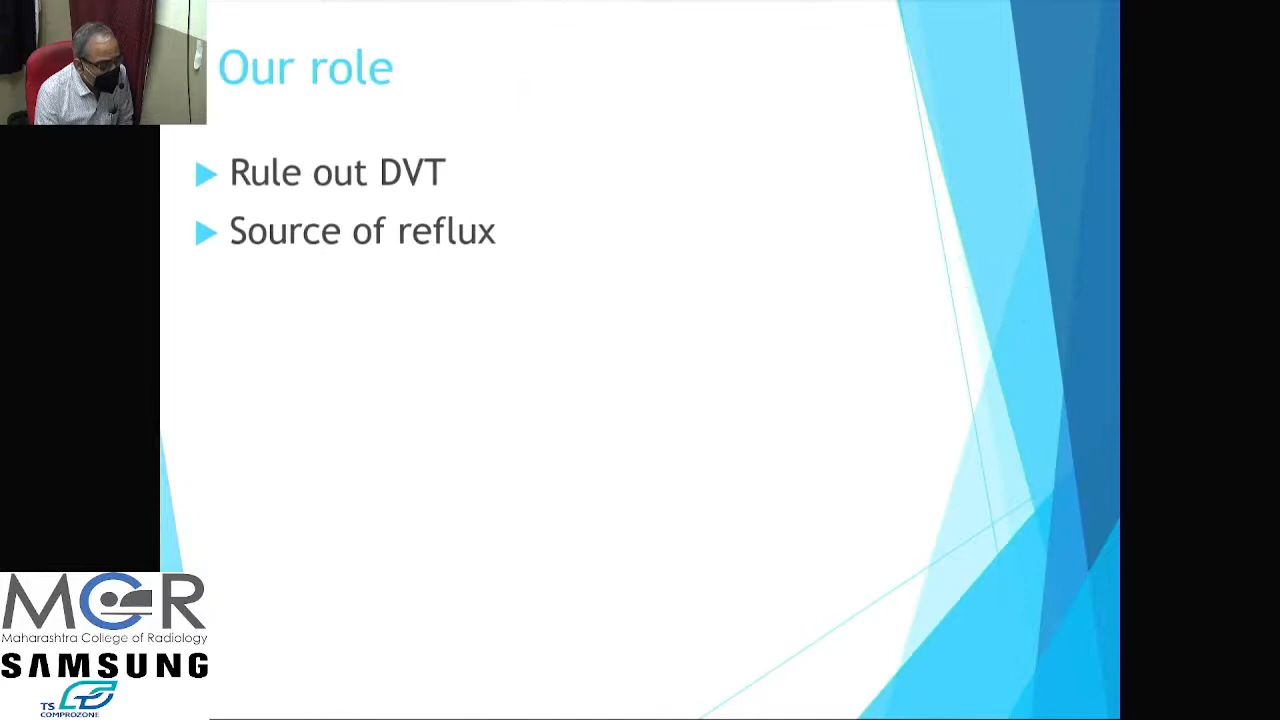 Our role
Rule out DVT
Source of reflux
MCR
Maharashtra College of Radiology
SAMSUNG
TS
COMPROZONE